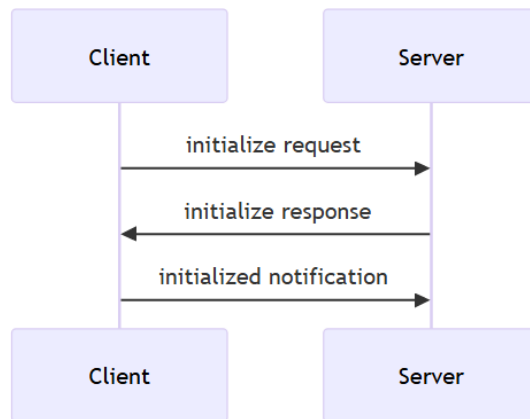 Client
Server
initialize request
initialize response
initialized notification
Client
Server